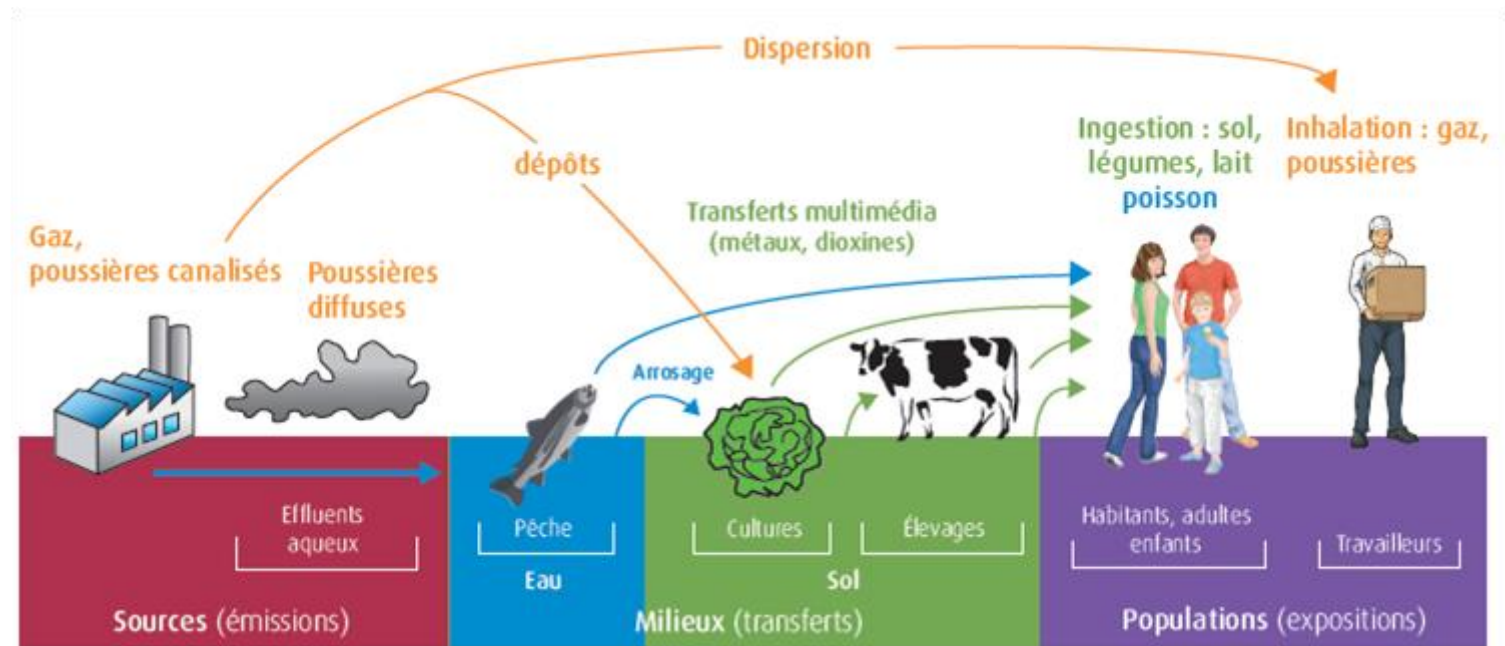 Dispersion
dépôts
Ingestion : sol,
légumes, lait
poisson
Inhalation : gaz,
poussières
Transferts multimédia
(métaux, dioxines)
Gaz,
poussières canalisés
Poussières
diffuses
Arrosage
Effluents
aqueux
Pêche
Cultures
Élevages
Habitants, adultes
enfants
Travailleurs
Eau
Sol
Sources (émissions)
Milieux (transferts)
Populations (expositions)